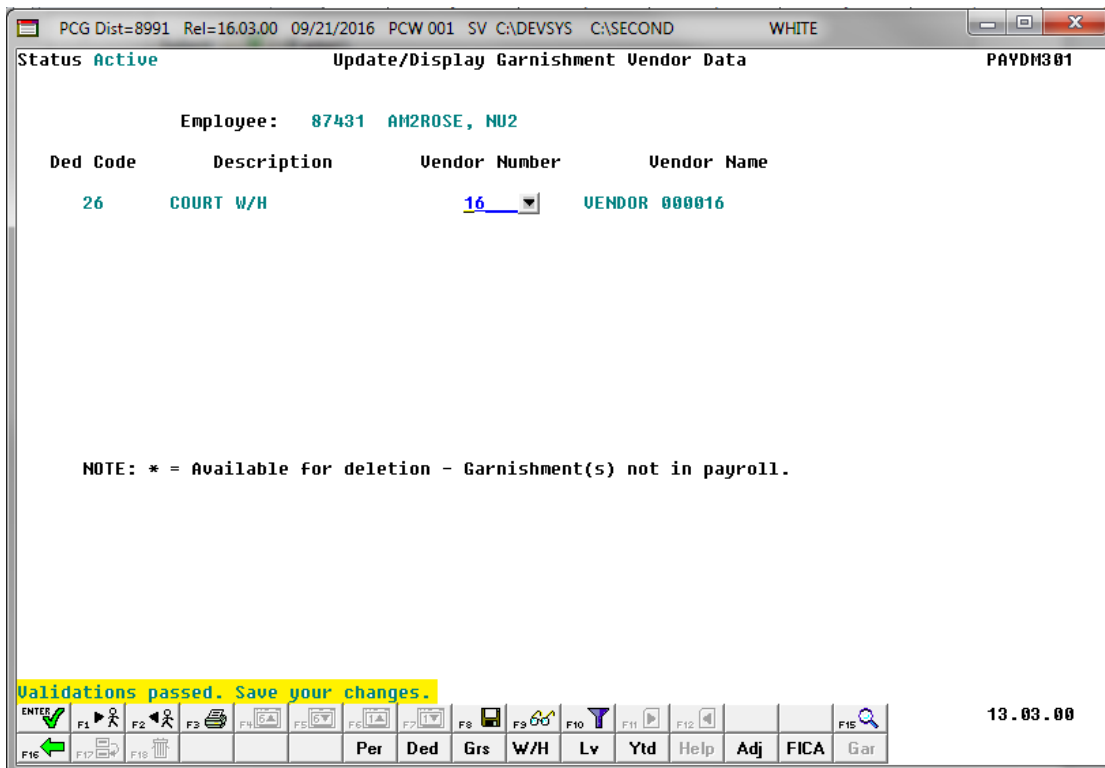 PCG Dist=8991 Rel=16.03.00 09/21/2016 PCW 001 SV C:\DEVSYS C:\SECOND WHITE
Status Active Update/Display Garnishment Vendor Data PAYDM301
Employee: 87431 AM2ROSE, NU2
Ded Code Description Vendor Number Vendor Name
26 COURT W/H 16 VENDOR 000016
NOTE: * = Available for deletion - Garnishment(s) not in payroll.
Validations passed. Save your changes.
ENTER F1 F2 F3 F4 F5 F6 F7 F8 F9 F10 F11 F12 F15 13.03.00
F16 F17 F18 Per Ded Grs W/H Lv Ytd Help Adj FICA Gar